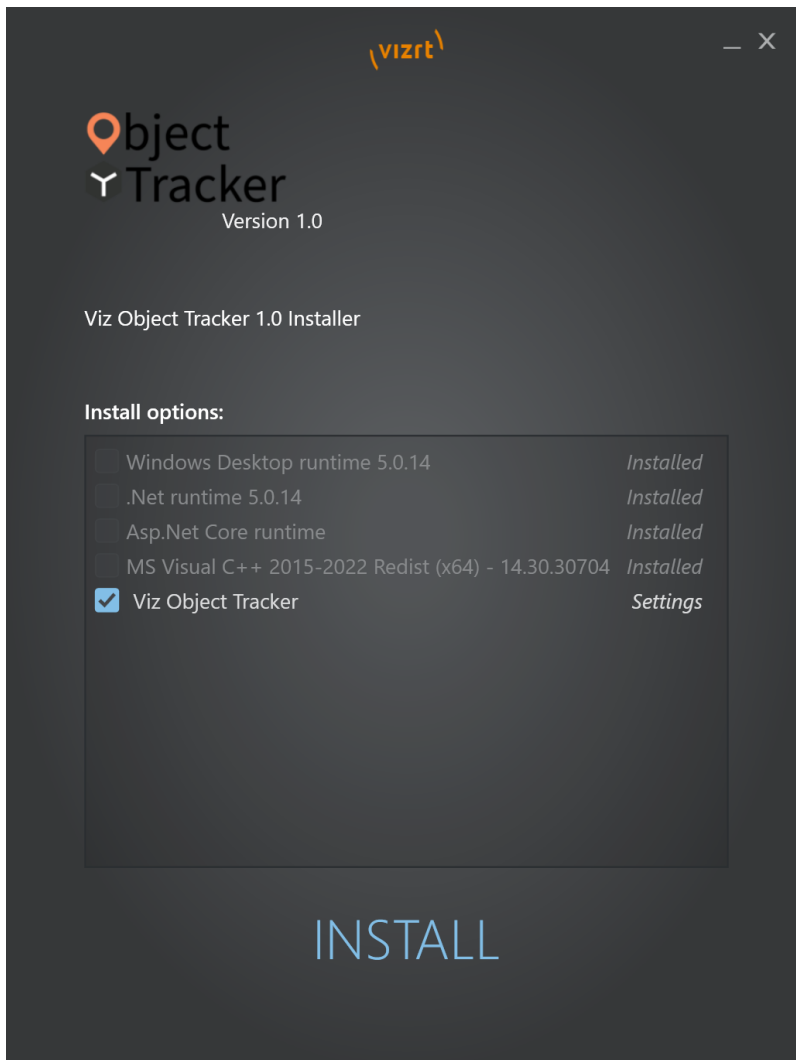 vizrt
Object
Tracker
Version 1.0
Viz Object Tracker 1.0 Installer
Install options:
Windows Desktop runtime 5.0.14 Installed
.Net runtime 5.0.14 Installed
Asp.Net Core runtime Installed
MS Visual C++ 2015-2022 Redist (x64) - 14.30.30704 Installed
Viz Object Tracker Settings
INSTALL